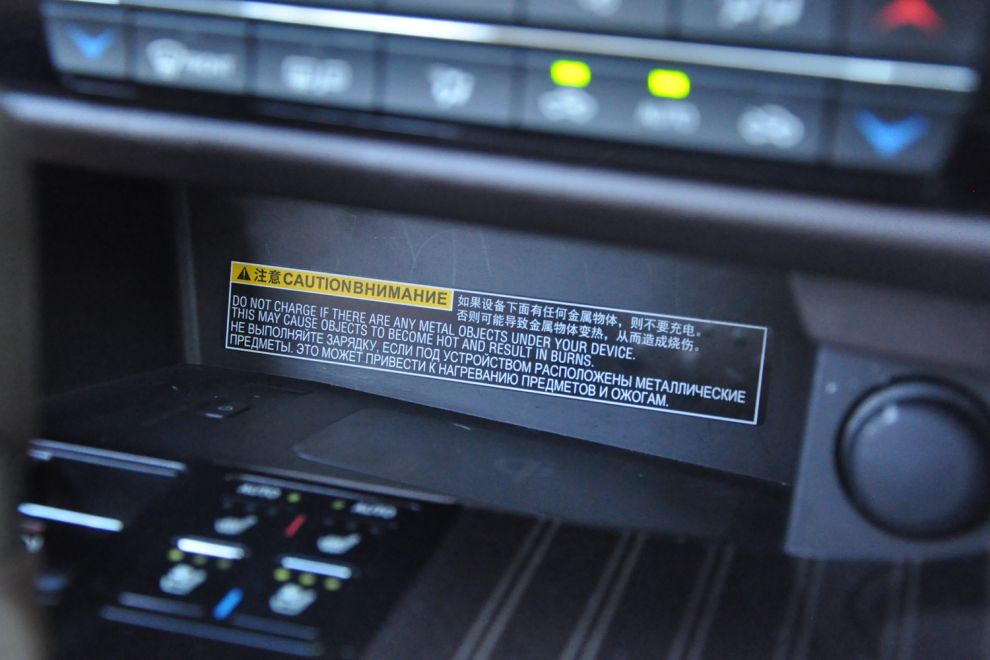 注意 CAUTION ВНИМАНИЕ
如果设备下面有任何金属物体，则不要充电。
否则可能导致金属物体变热，从而造成烧伤。
DO NOT CHARGE IF THERE ARE ANY METAL OBJECTS UNDER YOUR DEVICE.
THIS MAY CAUSE OBJECTS TO BECOME HOT AND RESULT IN BURNS.
НЕ ВЫПОЛНЯЙТЕ ЗАРЯДКУ, ЕСЛИ ПОД УСТРОЙСТВОМ РАСПОЛОЖЕНЫ МЕТАЛЛИЧЕСКИЕ
ПРЕДМЕТЫ. ЭТО МОЖЕТ ПРИВЕСТИ К НАГРЕВАНИЮ ПРЕДМЕТОВ И ОЖОГАМ.
AUTO
AUTO
AUTO